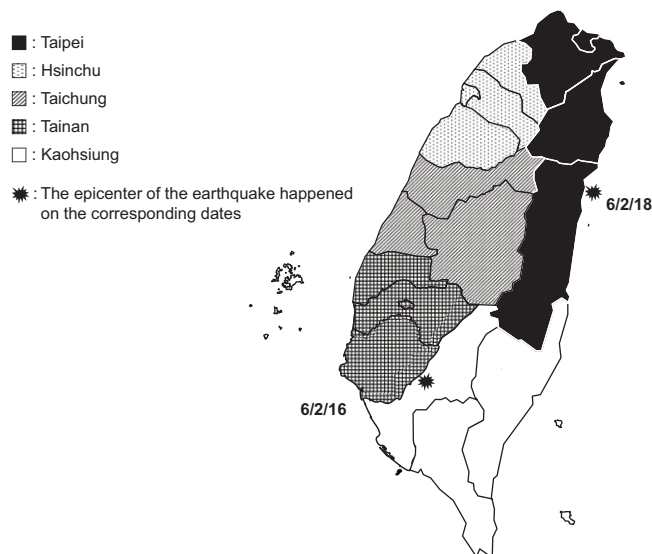 : Taipei
: Hsinchu
: Taichung
: Tainan
: Kaohsiung
: The epicenter of the earthquake happened
on the corresponding dates
6/2/18
6/2/16